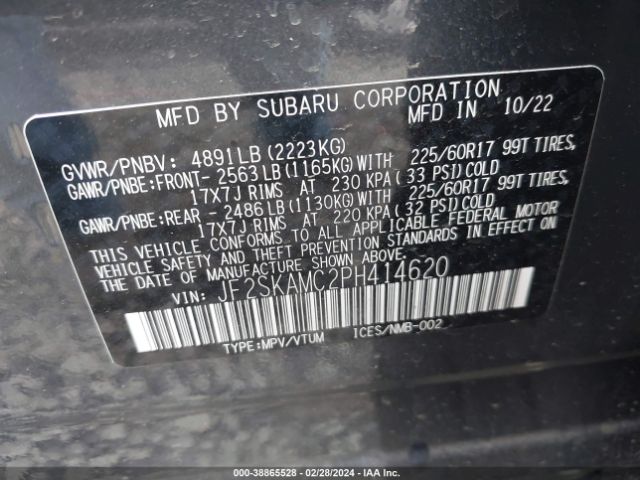 MFD BY SUBARU CORPORATION
MFD IN 10/22
GVWR/PNBV: 4891LB (2223KG)
GAWR/PNBE:FRONT- 2563 LB (1165KG) WITH 225/60R17 99T TIRES,
17X7J RIMS AT 230 KPA (33 PSI) COLD
GAWR/PNBE:REAR - 2486 LB (1130KG) WITH 225/60R17 99T TIRES,
17X7J RIMS AT 220 KPA (32 PSI) COLD
THIS VEHICLE CONFORMS TO ALL APPLICABLE FEDERAL MOTOR
VEHICLE SAFETY AND THEFT PREVENTION STANDARDS IN EFFECT ON
THE DATE OF MANUFACTURE SHOWN ABOVE.
VIN: JF2SKAMC2PH414620
TYPE:MPV/VTUM ICES/NMB-002
000-38865528 - 02/28/2024 - IAA Inc.